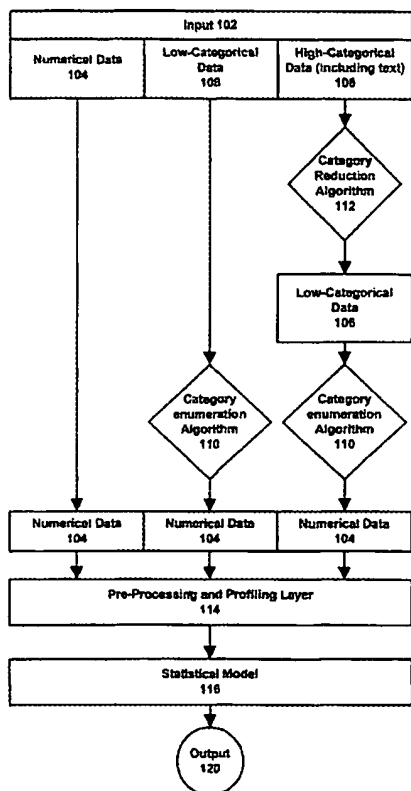 Input 102
Numerical Data
104
Low-Categorical
Data
108
High-Categorical
Data (including text)
106
Category
Reduction
Algorithm
112
Low-Categorical
Data
106
Category
enumeration
Algorithm
110
Category
enumeration
Algorithm
110
Numerical Data
104
Numerical Data
104
Numerical Data
104
Pre-Processing and Profiling Layer
114
Statistical Model
116
Output
120